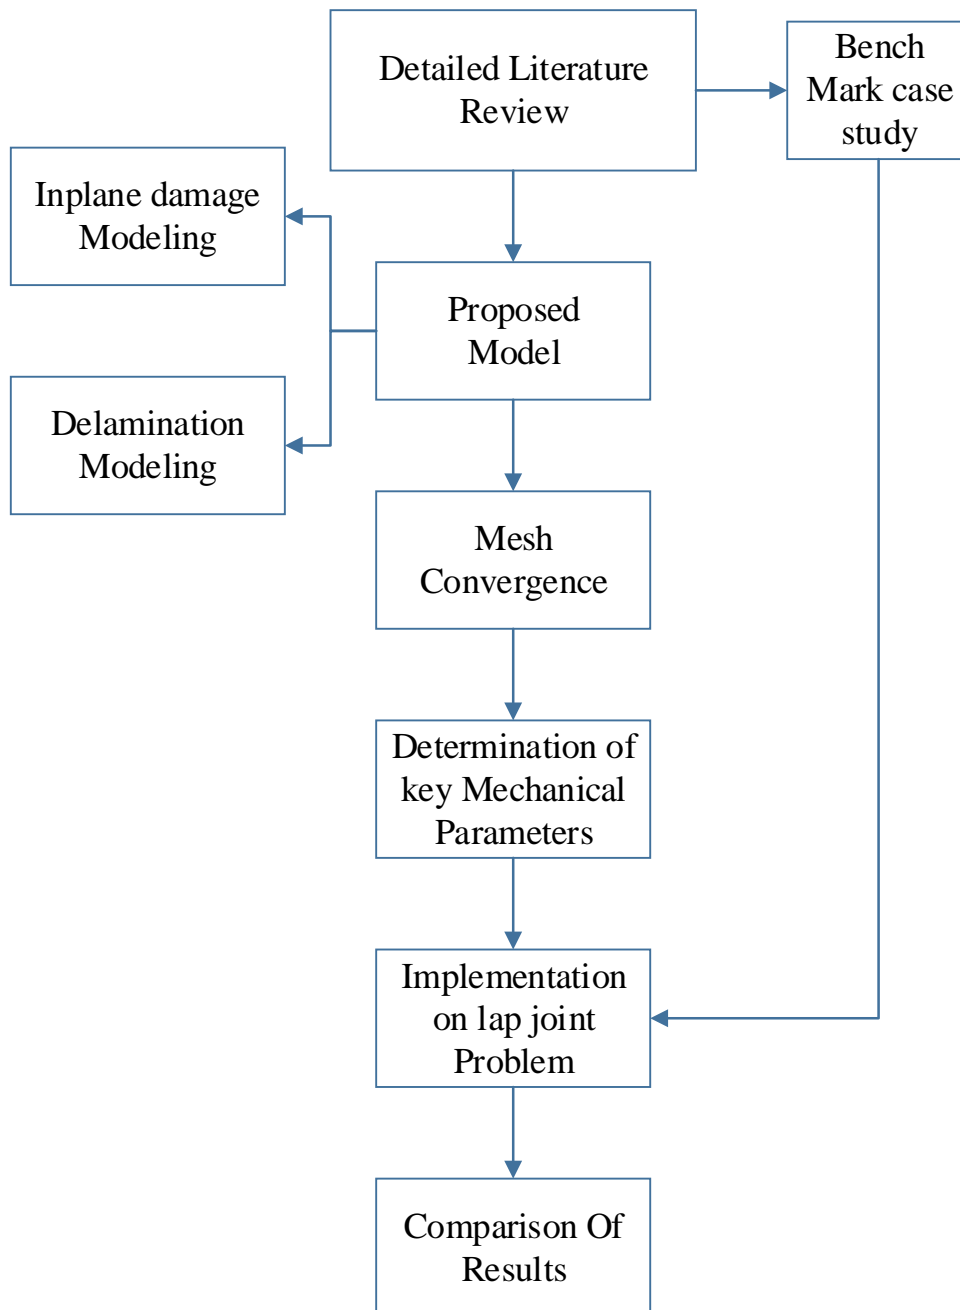 Detailed Literature
Review
Bench
Mark case
study
Inplane damage
Modeling
Proposed
Model
Delamination
Modeling
Mesh
Convergence
Determination of
key Mechanical
Parameters
Implementation
on lap joint
Problem
Comparison Of
Results